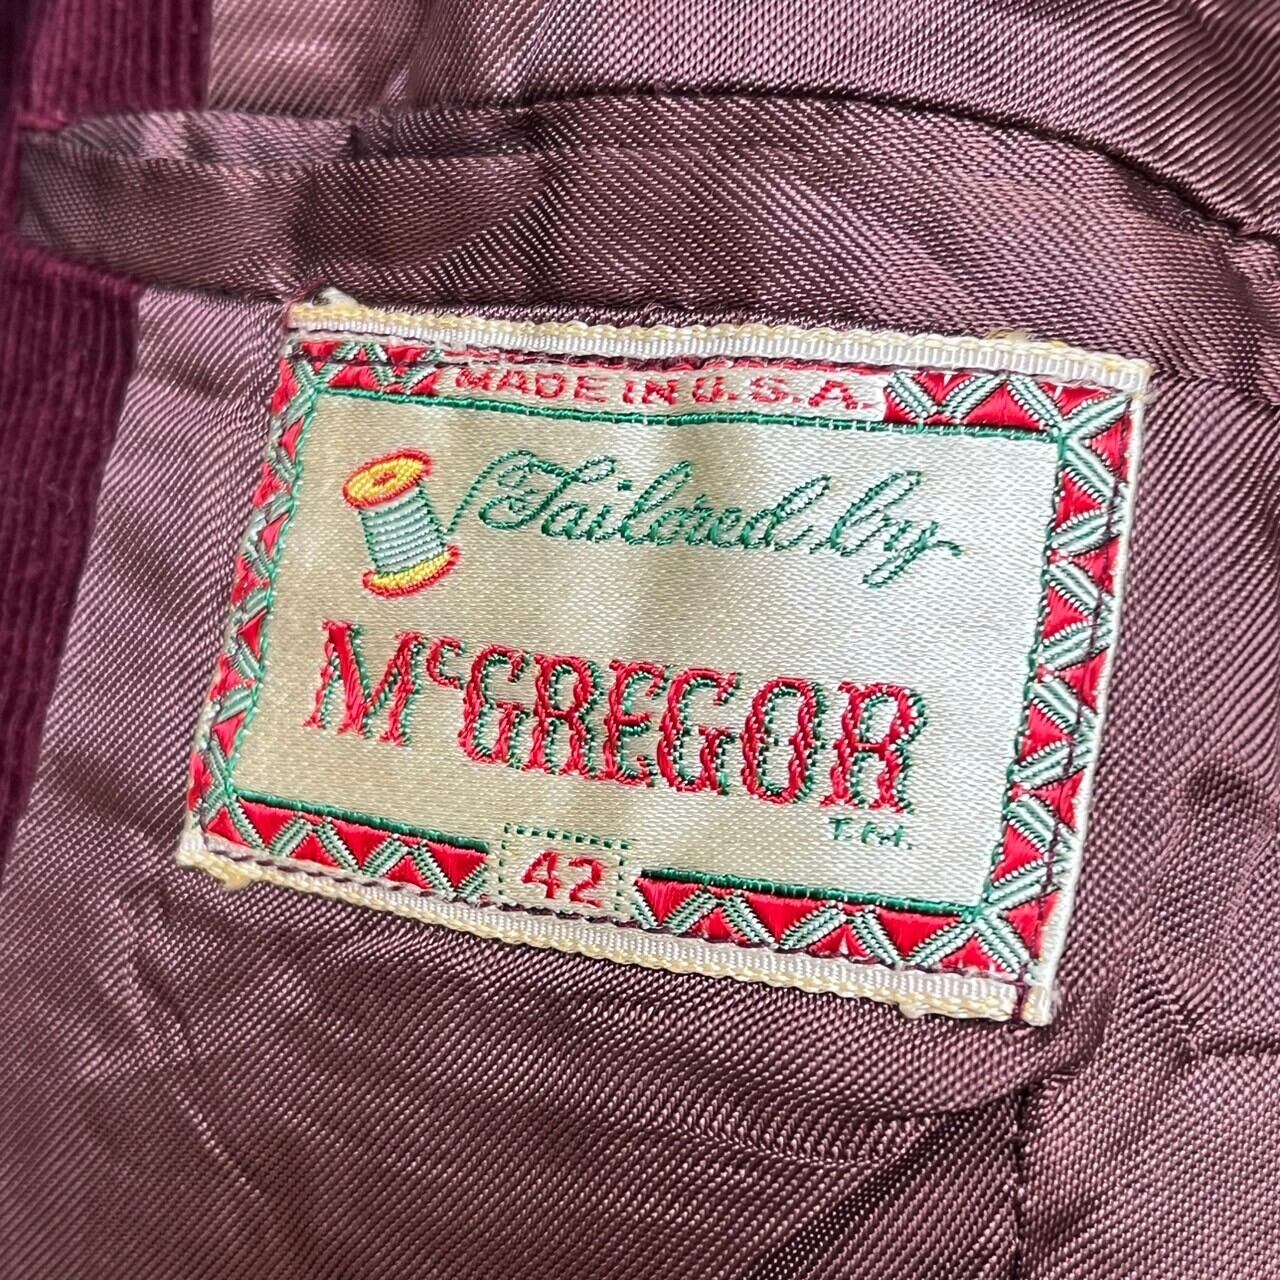 MADE IN U.S.A.
Tailored by
McGREGOR
T.M.
42